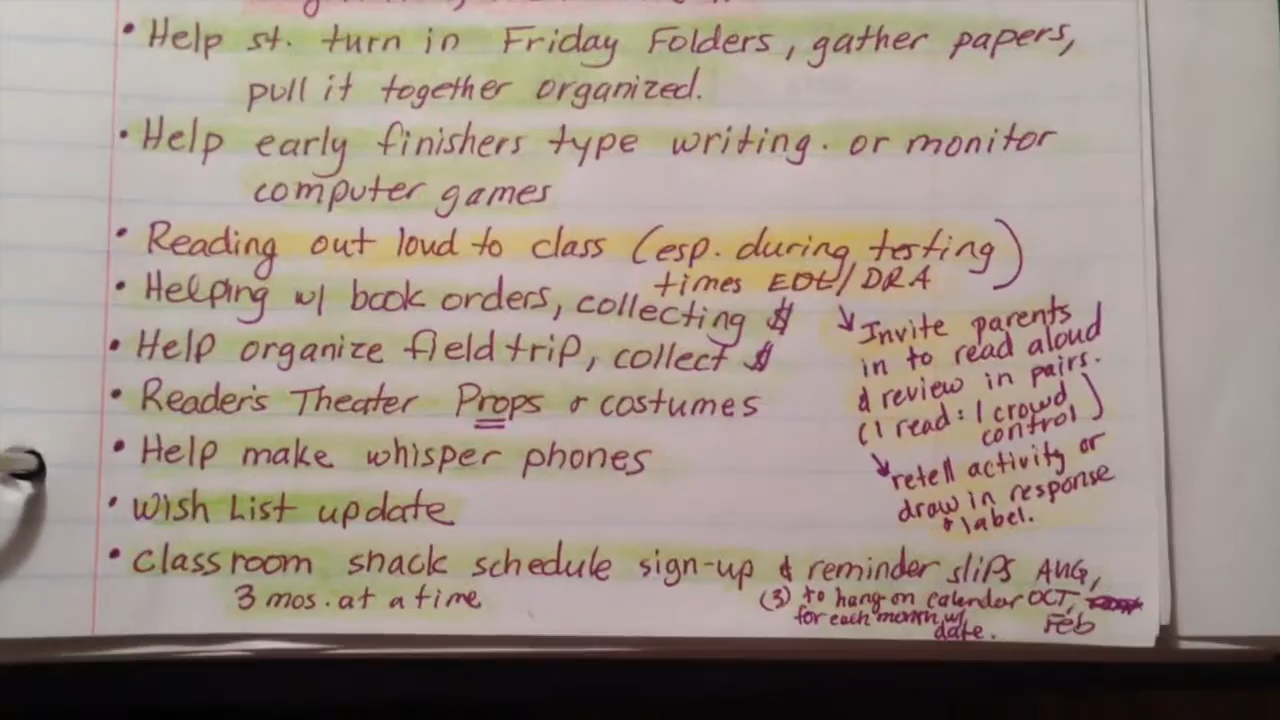 • Help st. turn in Friday Folders, gather papers,
pull it together organized.
• Help early finishers type writing. or monitor
computer games
• Reading out loud to class (esp. during testing)
times EOL/DRA
• Helping w/ book orders, collecting $
• Help organize field trip, collect $
• Reader's Theater Props & costumes
• Help make whisper phones
• Wish List update
↘ Invite parents
in to read aloud
& review in pairs.
(1 read : 1 crowd
control)
↘ retell activity or
draw in response
& label.
• Classroom snack schedule sign-up & reminder slips AUG,
3 mos. at a time
(3) to hang on calendar OCT,
for each month w/
date. Feb